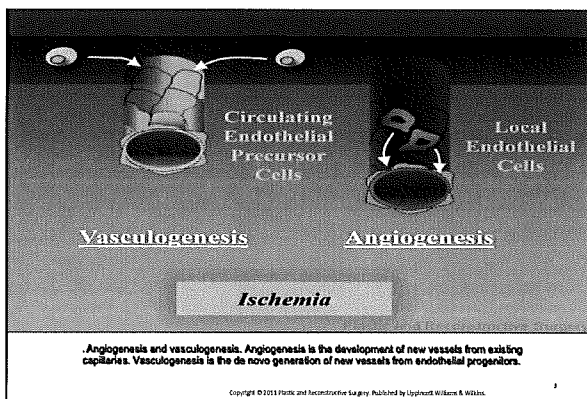 Circulating
Endothelial
Precursor
Cells
Local
Endothelial
Cells
Vasculogenesis
Angiogenesis
Ischemia
. Angiogenesis and vasculogenesis. Angiogenesis is the development of new vessels from existing
capillaries. Vasculogenesis is the de novo generation of new vessels from endothelial progenitors.
Copyright © 2011 Plastic and Reconstructive Surgery. Published by Lippincott Williams & Wilkins.
3